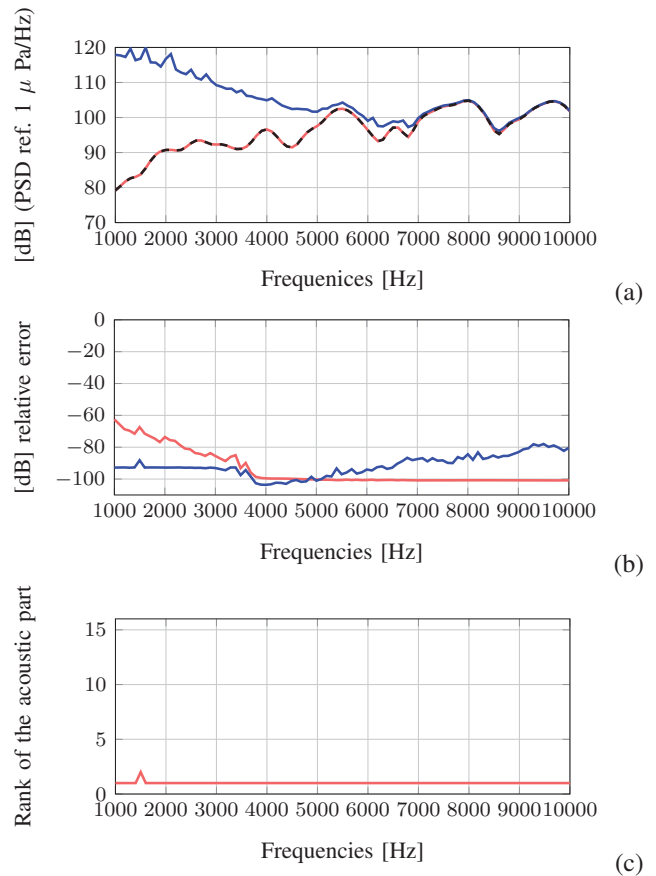 [dB] (PSD ref. 1 μ Pa/Hz)
120
110
100
90
80
70
1000 2000 3000 4000 5000 6000 7000 8000 9000 10000
Frequenices [Hz]
(a)
[dB] relative error
0
−20
−40
−60
−80
−100
1000 2000 3000 4000 5000 6000 7000 8000 9000 10000
Frequencies [Hz]
(b)
Rank of the acoustic part
15
10
5
0
1000 2000 3000 4000 5000 6000 7000 8000 9000 10000
Frequencies [Hz]
(c)